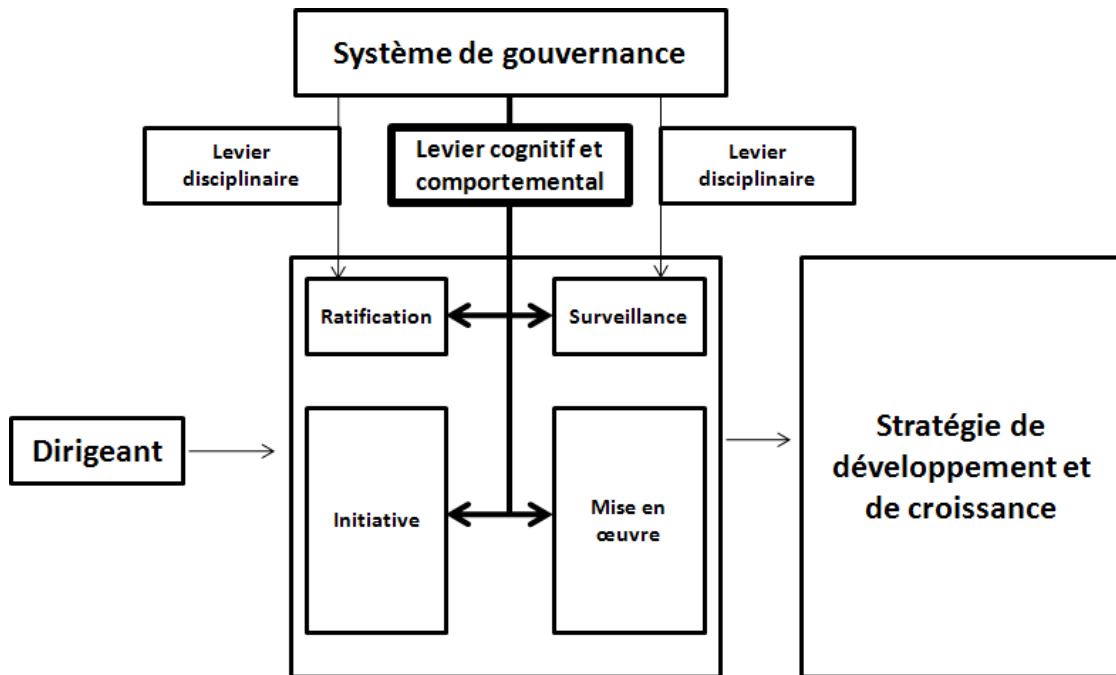 Système de gouvernance
Levier
disciplinaire
Levier cognitif et
comportemental
Levier
disciplinaire
Ratification
Surveillance
Dirigeant
Initiative
Mise en
œuvre
Stratégie de
développement et
de croissance